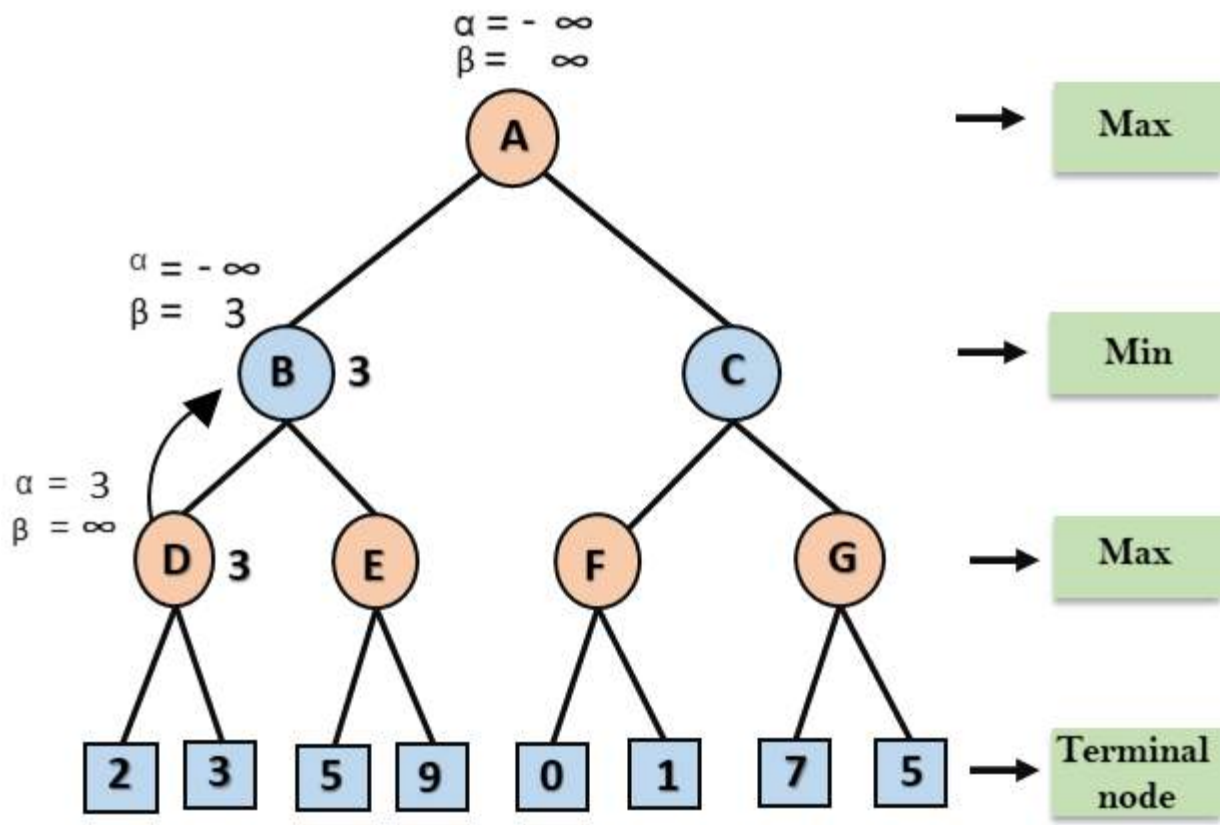 α = - ∞
β = ∞
A
Max
α = - ∞
β = 3
B 3
C
Min
α = 3
β = ∞
D 3
E
F
G
Max
2
3
5
9
0
1
7
5
Terminal
node